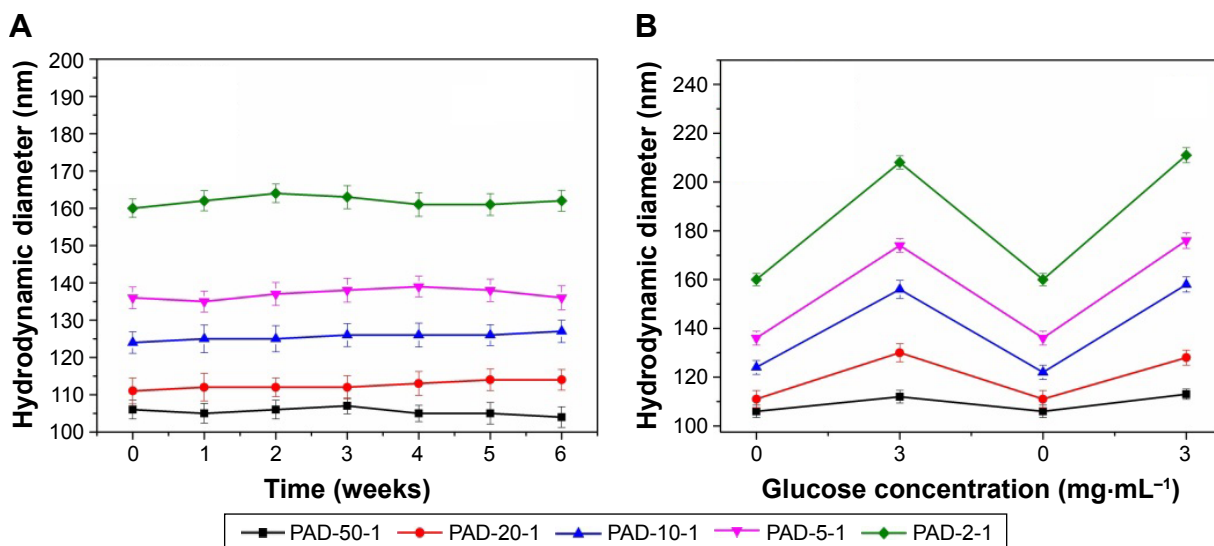 A
Hydrodynamic diameter (nm)
200
190
180
170
160
150
140
130
120
110
100
0 1 2 3 4 5 6
Time (weeks)
B
Hydrodynamic diameter (nm)
240
220
200
180
160
140
120
100
0 3 0 3
Glucose concentration (mg·mL⁻¹)
PAD-50-1 PAD-20-1 PAD-10-1 PAD-5-1 PAD-2-1